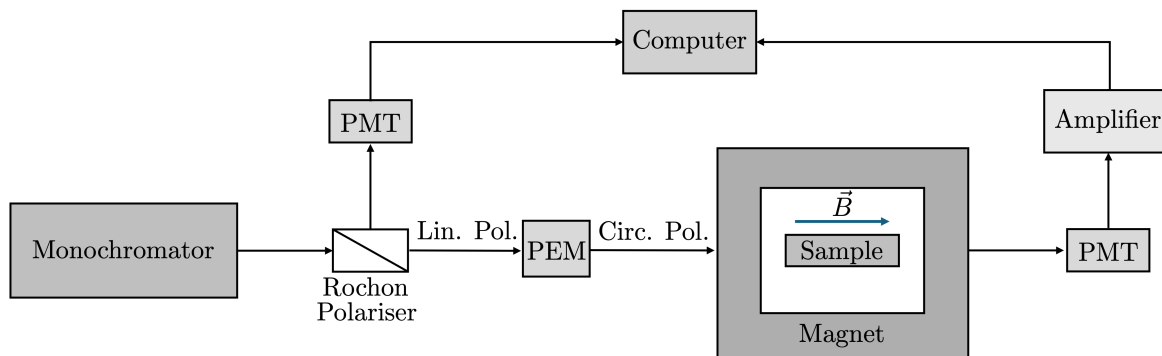 Computer
PMT
Amplifier
Monochromator
Lin. Pol.
PEM
Circ. Pol.
B
Sample
PMT
Rochon
Polariser
Magnet